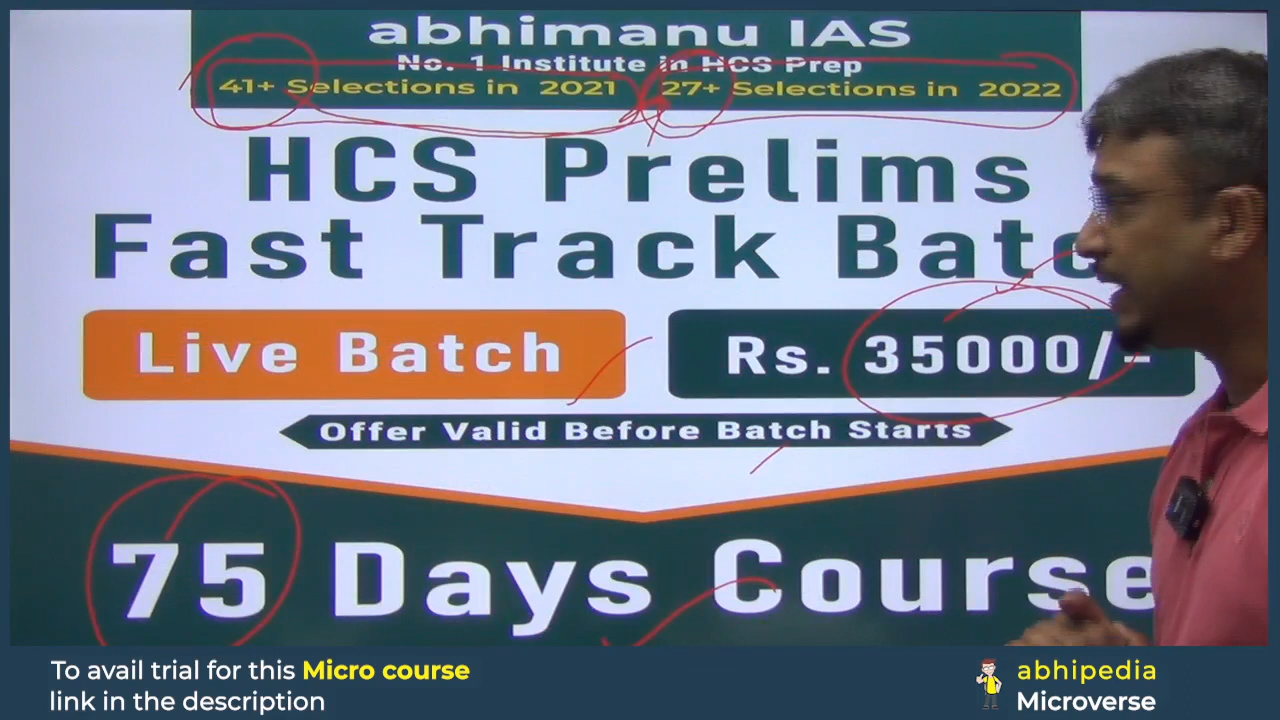 abhimanu IAS
No. 1 Institute in HCS Prep
41+ Selections in 2021 27+ Selections in 2022
HCS Prelims
Fast Track Batc
Live Batch
Rs. 35000/-
Offer Valid Before Batch Starts
75 Days Course
To avail trial for this Micro course
link in the description
abhipedia
Microverse